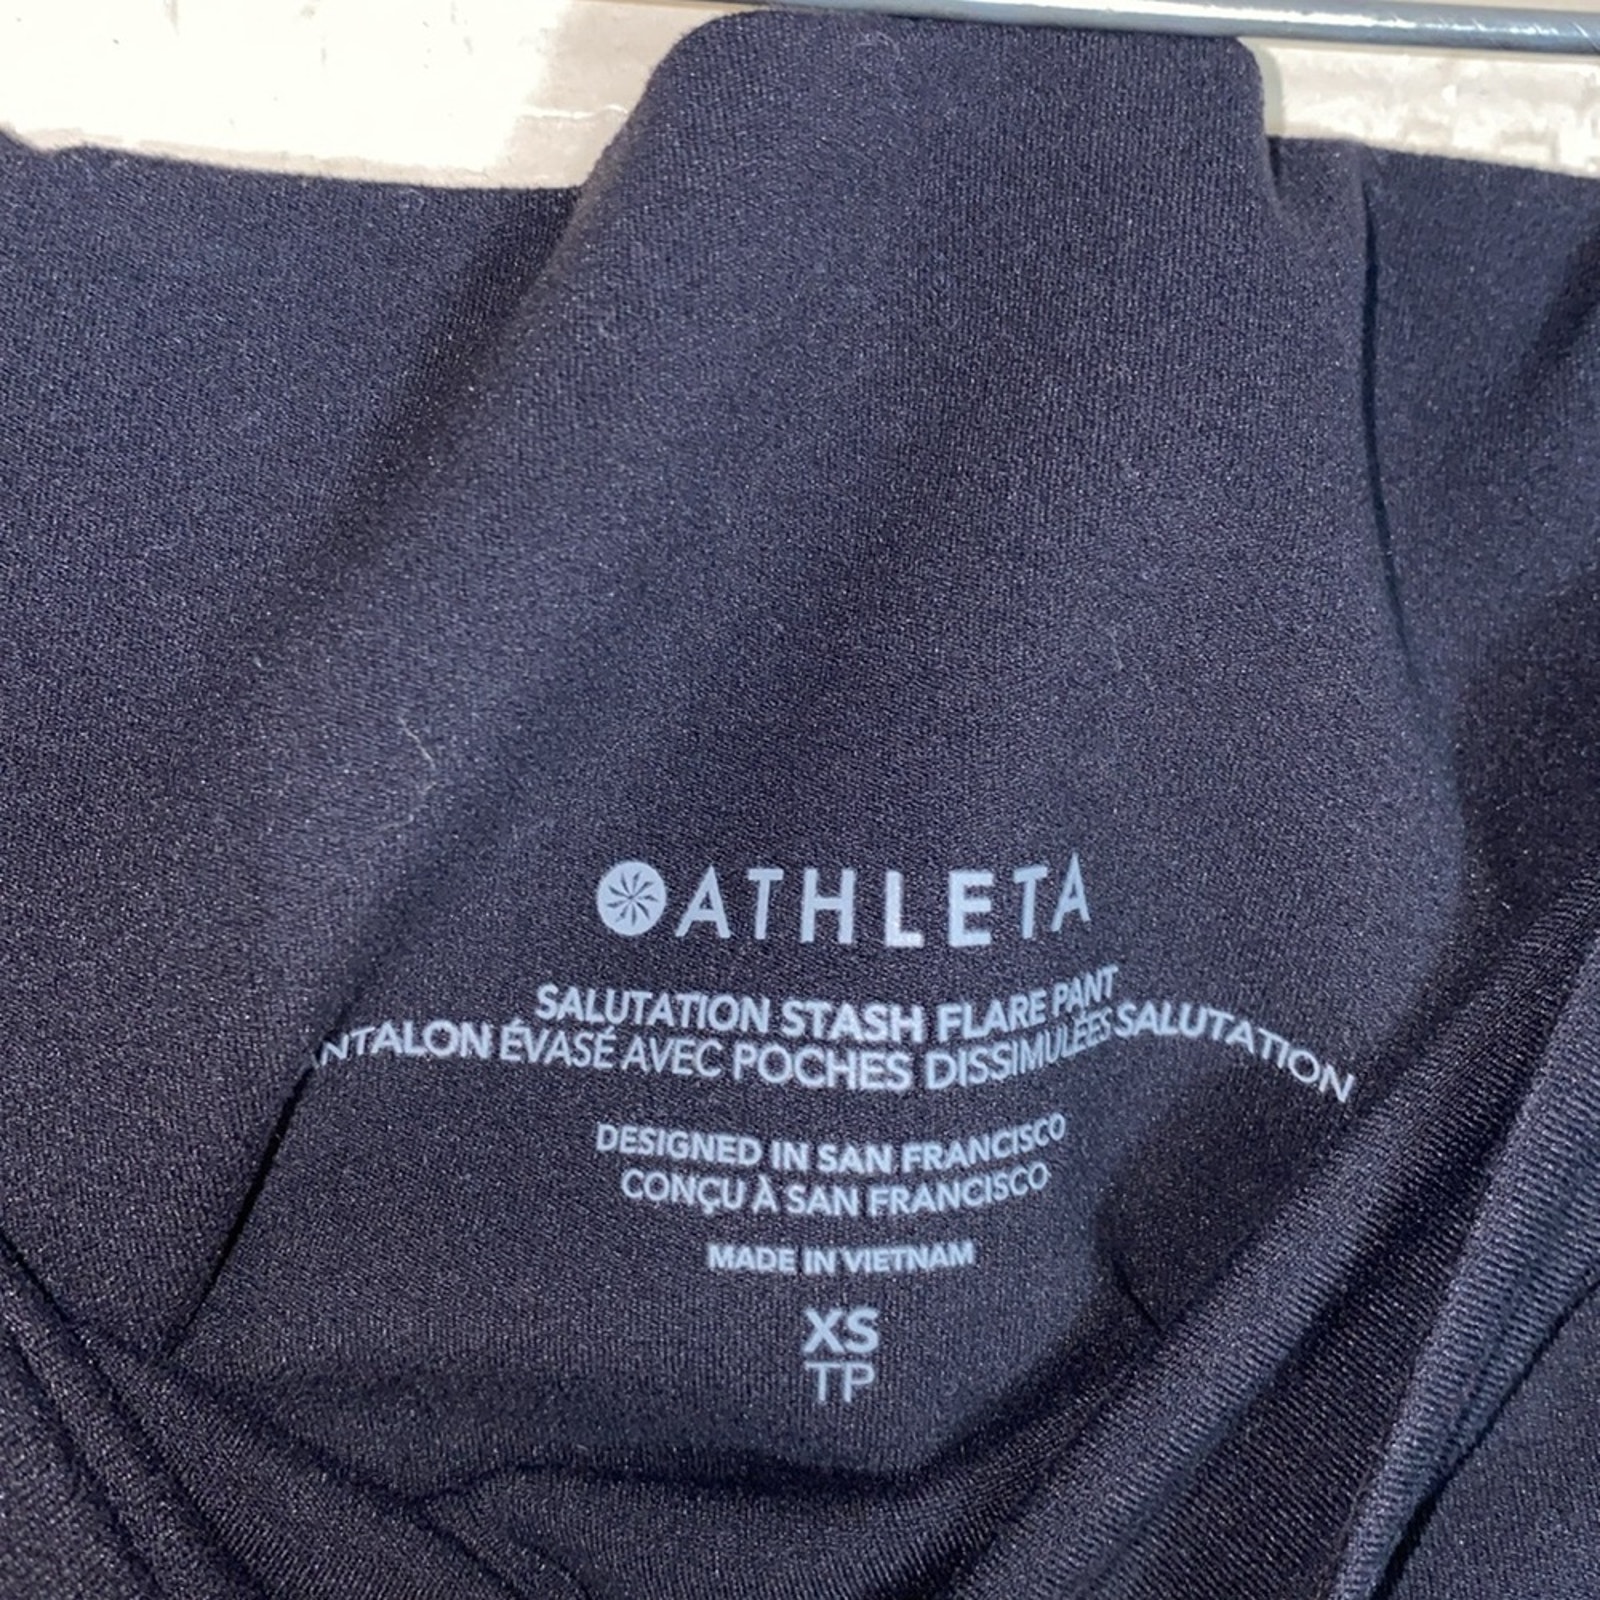 ATHLETA
SALUTATION STASH FLARE PANT
NTALON ÉVASÉ AVEC POCHES DISSIMULÉES SALUTATION
DESIGNED IN SAN FRANCISCO
CONÇU À SAN FRANCISCO
MADE IN VIETNAM
XS
TP